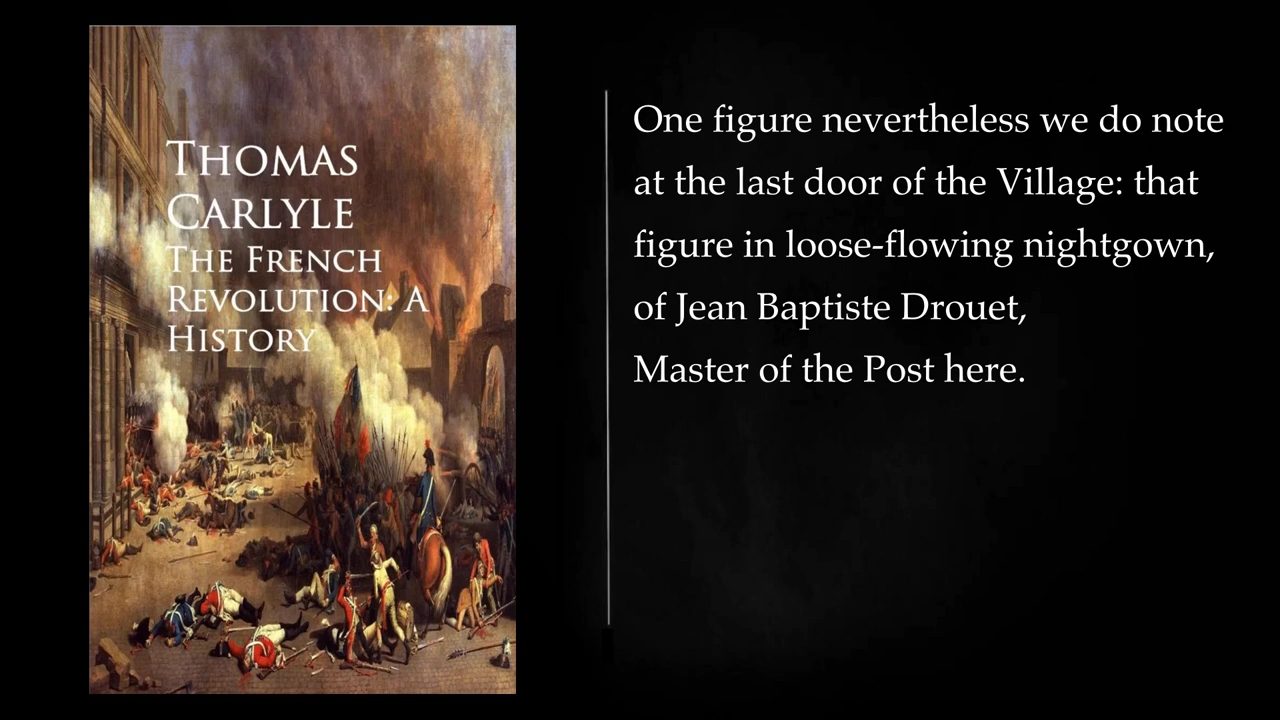 THOMAS
CARLYLE
THE FRENCH
REVOLUTION: A
HISTORY
One figure nevertheless we do note
at the last door of the Village: that
figure in loose-flowing nightgown,
of Jean Baptiste Drouet,
Master of the Post here.